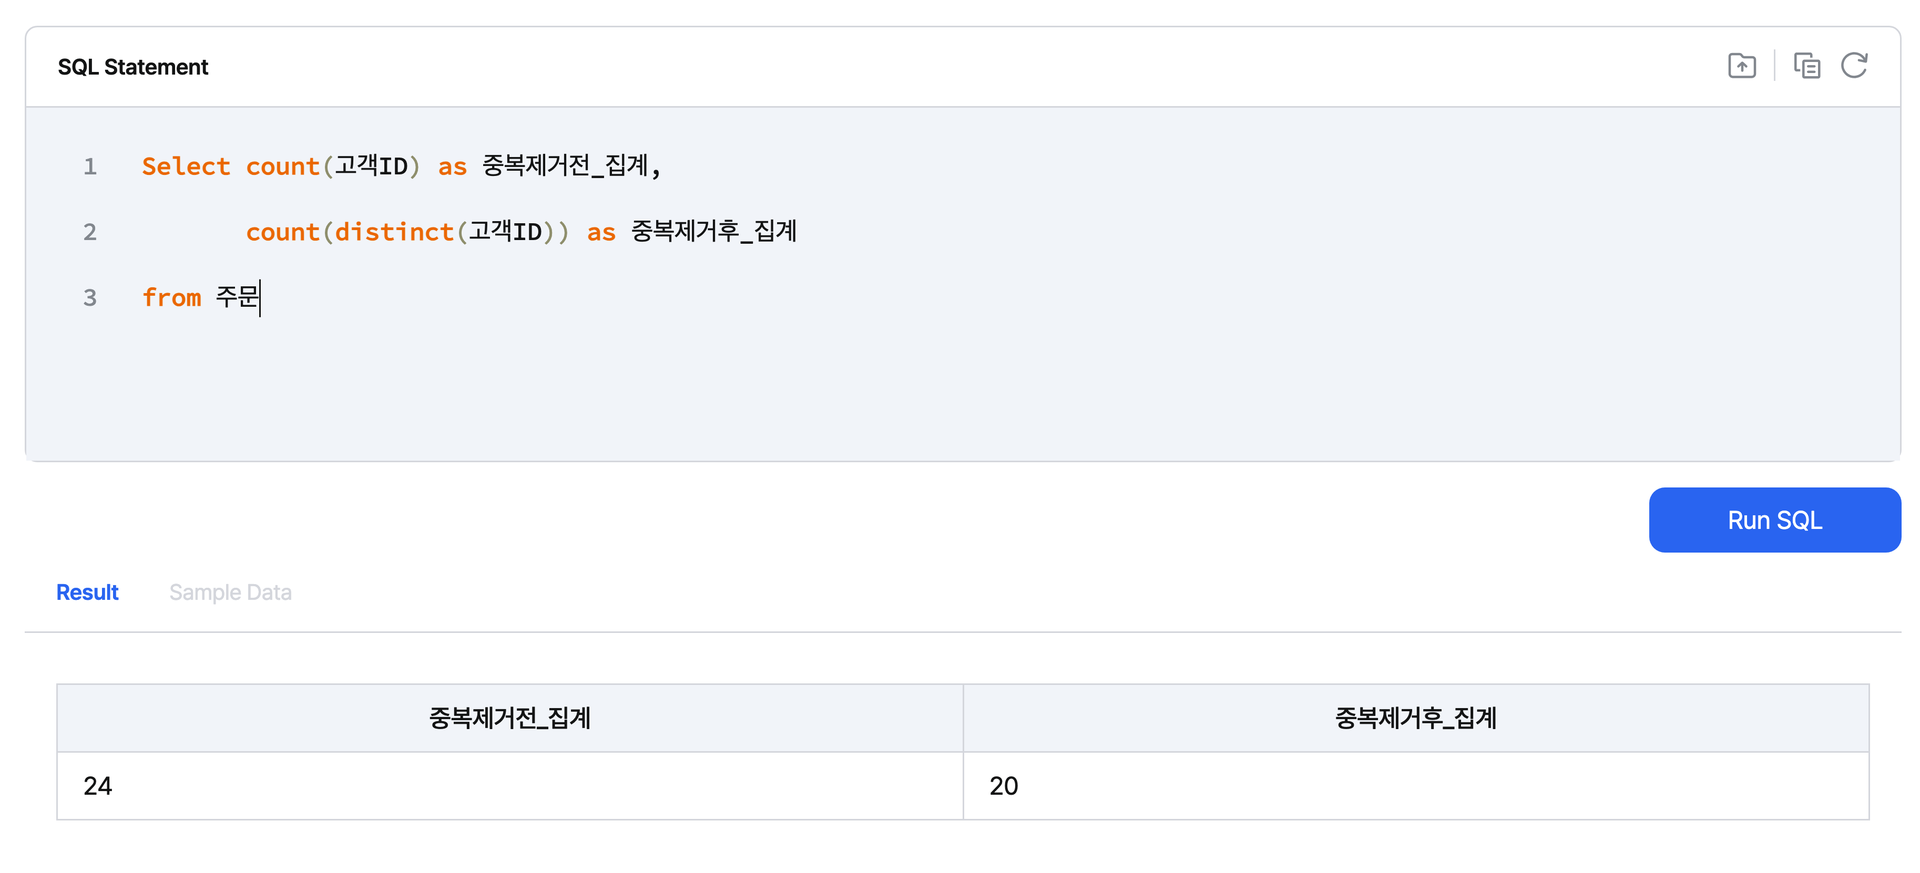 SQL Statement
1 Select count(고객ID) as 중복제거전_집계,
2 count(distinct(고객ID)) as 중복제거후_집계
3 from 주문
Run SQL
Result Sample Data
중복제거전_집계 중복제거후_집계
24 20